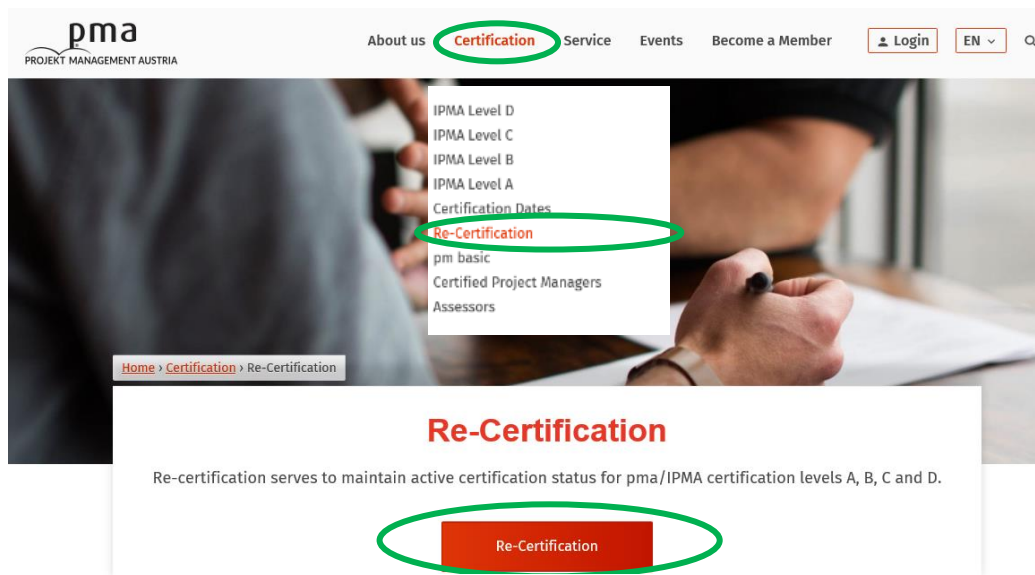 pma
PROJEKT MANAGEMENT AUSTRIA
About us Certification Service Events Become a Member Login EN
IPMA Level D
IPMA Level C
IPMA Level B
IPMA Level A
Certification Dates
Re-Certification
pm basic
Certified Project Managers
Assessors
Home › Certification › Re-Certification
Re-Certification
Re-certification serves to maintain active certification status for pma/IPMA certification levels A, B, C and D.
Re-Certification